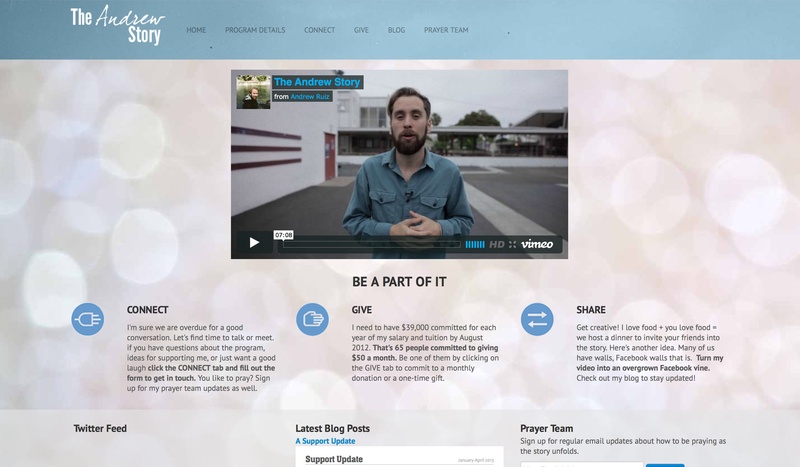 The Andrew
Story
HOME PROGRAM DETAILS CONNECT GIVE BLOG PRAYER TEAM
The Andrew Story
from Andrew Ruiz
07:08
HD vimeo
BE A PART OF IT
CONNECT
I'm sure we are overdue for a good
conversation. Let's find time to talk or meet.
if you have questions about the program,
ideas for supporting me, or just want a good
laugh click the CONNECT tab and fill out the
form to get in touch. You like to pray? Sign
up for my prayer team updates as well.
GIVE
I need to have $39,000 committed for each
year of my salary and tuition by August
2012. That's 65 people committed to giving
$50 a month. Be one of them by clicking on
the GIVE tab to commit to a monthly
donation or a one-time gift.
SHARE
Get creative! I love food + you love food =
we host a dinner to invite your friends into
the story. Here's another idea. Many of us
have walls, Facebook walls that is. Turn my
video into an overgrown Facebook vine.
Check out my blog to stay updated!
Twitter Feed
Latest Blog Posts
A Support Update
Support Update
January-April 2013
Prayer Team
Sign up for regular email updates about how to be praying as
the story unfolds.